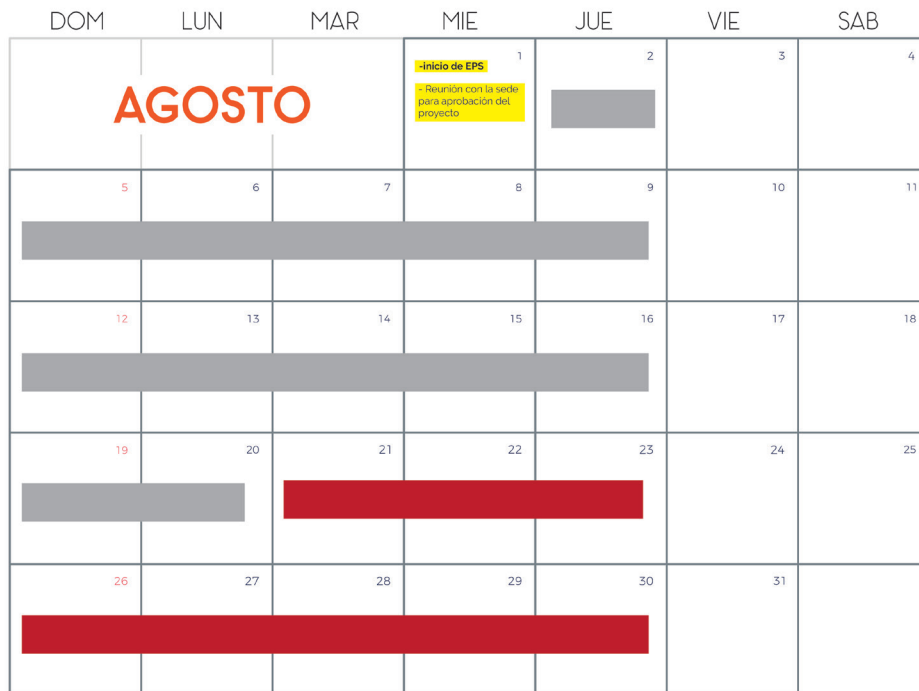 DOM LUN MAR MIE JUE VIE SAB
AGOSTO
1 2 3 4
-inicio de EPS
- Reunión con la sede
para aprobación del
proyecto
5 6 7 8 9 10 11
12 13 14 15 16 17 18
19 20 21 22 23 24 25
26 27 28 29 30 31